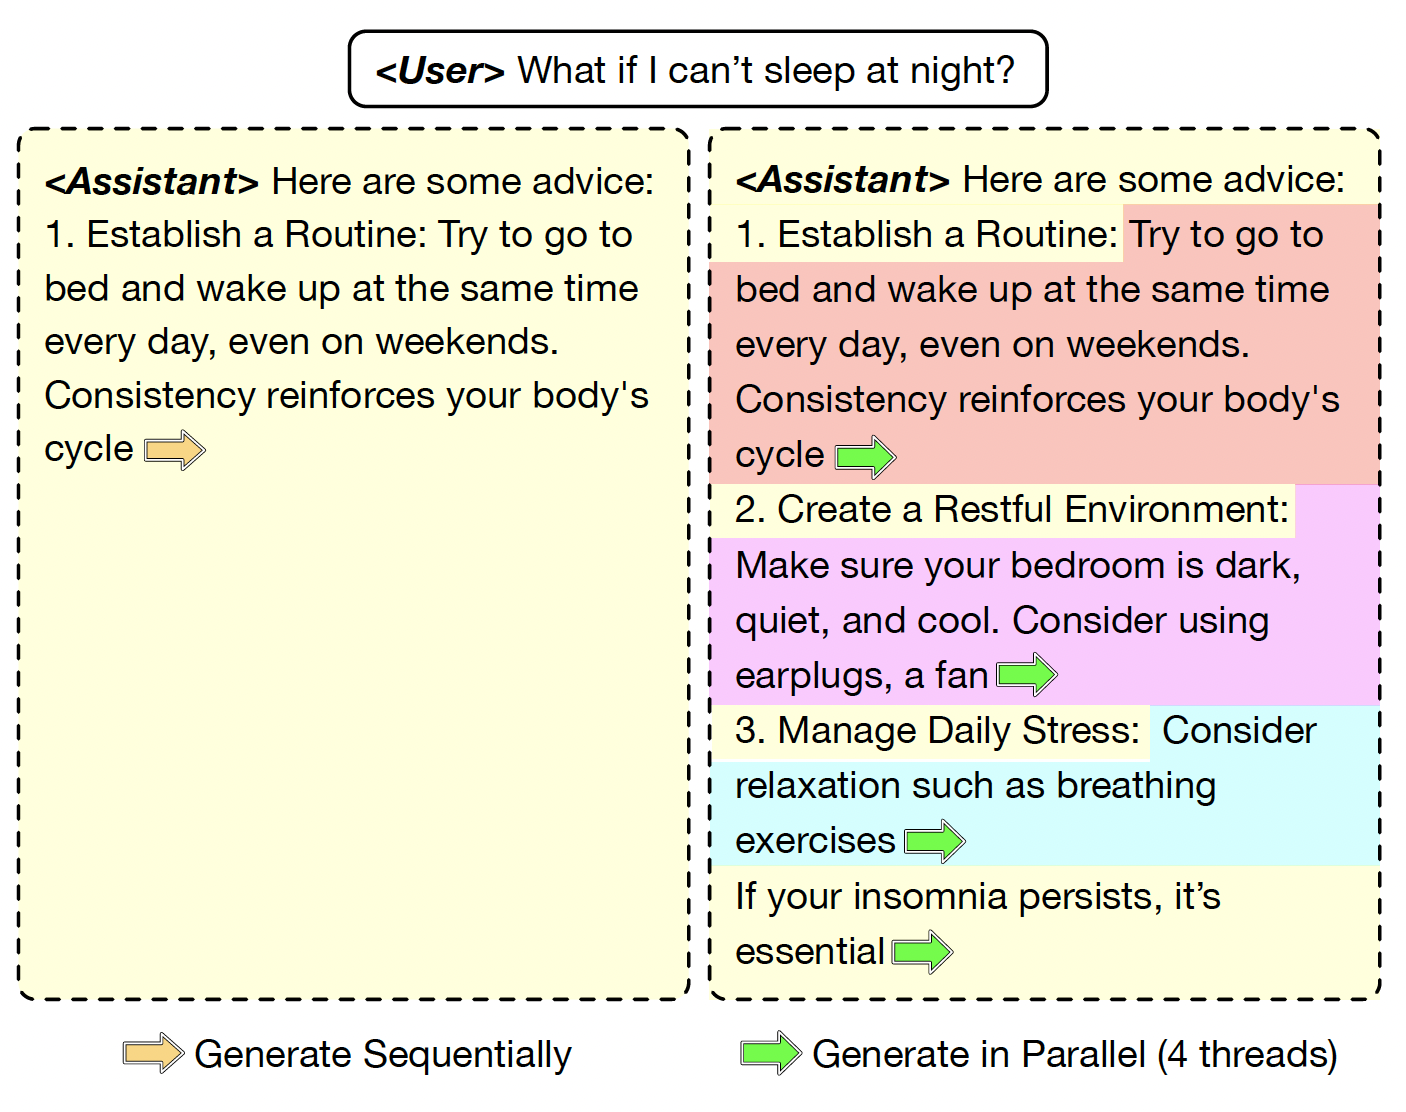 <User> What if I can't sleep at night?
<Assistant> Here are some advice:
1. Establish a Routine: Try to go to
bed and wake up at the same time
every day, even on weekends.
Consistency reinforces your body's
cycle
<Assistant> Here are some advice:
1. Establish a Routine: Try to go to
bed and wake up at the same time
every day, even on weekends.
Consistency reinforces your body's
cycle
2. Create a Restful Environment:
Make sure your bedroom is dark,
quiet, and cool. Consider using
earplugs, a fan
3. Manage Daily Stress: Consider
relaxation such as breathing
exercises
If your insomnia persists, it’s
essential
Generate Sequentially
Generate in Parallel (4 threads)